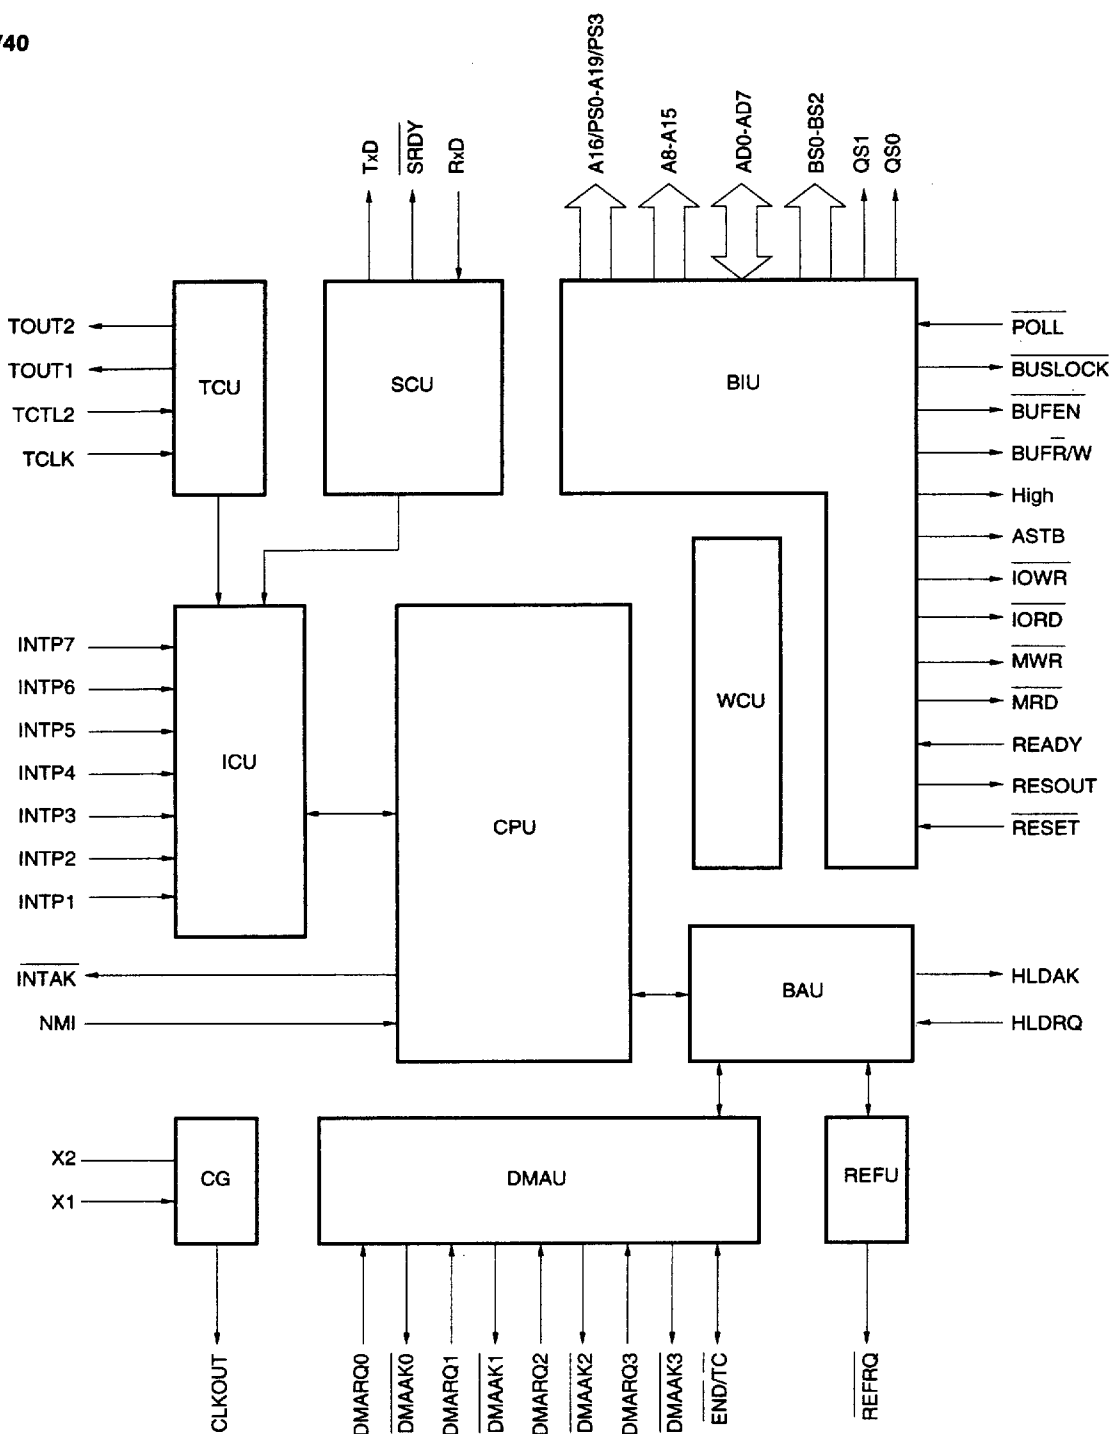 /40
A16/PS0-A19/PS3
A8-A15
AD0-AD7
BS0-BS2
QS1
QS0
TxD
SRDY
RxD
TOUT2
TOUT1
TCTL2
TCLK
TCU
SCU
BIU
POLL
BUSLOCK
BUFEN
BUFR/W
High
ASTB
IOWR
IORD
MWR
MRD
READY
RESOUT
RESET
INTP7
INTP6
INTP5
INTP4
INTP3
INTP2
INTP1
ICU
CPU
WCU
INTAK
NMI
BAU
HLDAK
HLDRQ
X2
X1
CG
DMAU
REFU
CLKOUT
DMARQ0
DMAAK0
DMARQ1
DMAAK1
DMARQ2
DMAAK2
DMARQ3
DMAAK3
END/TC
REFRQ